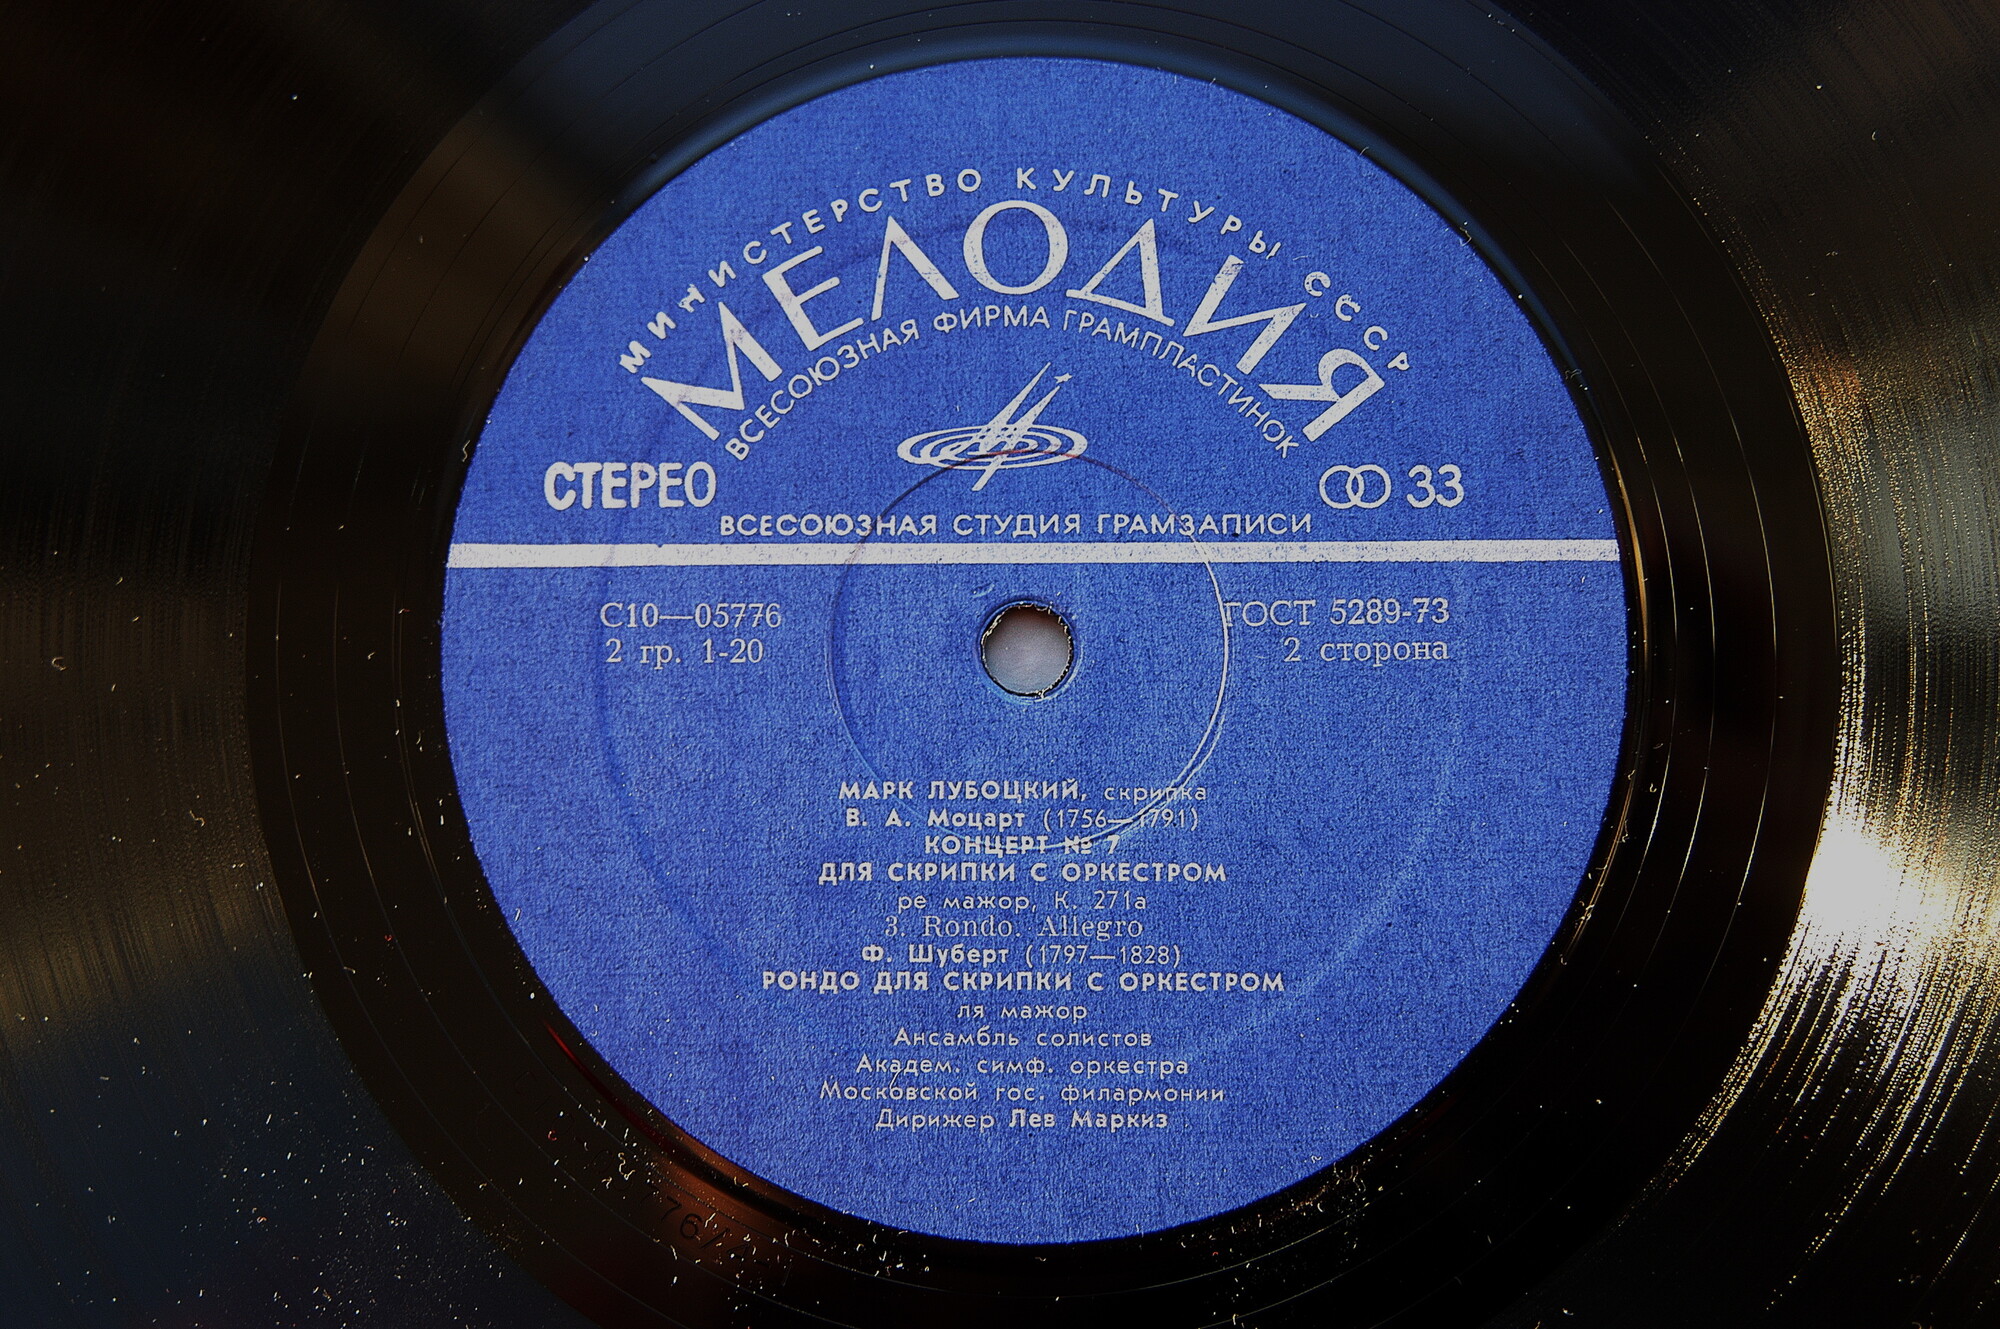 МИНИСТЕРСТВО КУЛЬТУРЫ СССР
МЕЛОДИЯ
ВСЕСОЮЗНАЯ ФИРМА ГРАМПЛАСТИНОК
СТЕРЕО
33
ВСЕСОЮЗНАЯ СТУДИЯ ГРАМЗАПИСИ
С10—05776
ГОСТ 5289-73
2 гр. 1-20
2 сторона
МАРК ЛУБОЦКИЙ, скрипка
В. А. Моцарт (1756—1791)
КОНЦЕРТ № 7
ДЛЯ СКРИПКИ С ОРКЕСТРОМ
ре мажор, К. 271а
3. Rondo. Allegro
Ф. Шуберт (1797—1828)
РОНДО ДЛЯ СКРИПКИ С ОРКЕСТРОМ
ля мажор
Ансамбль солистов
Академ. симф. оркестра
Московской гос. филармонии
Дирижер Лев Маркиз